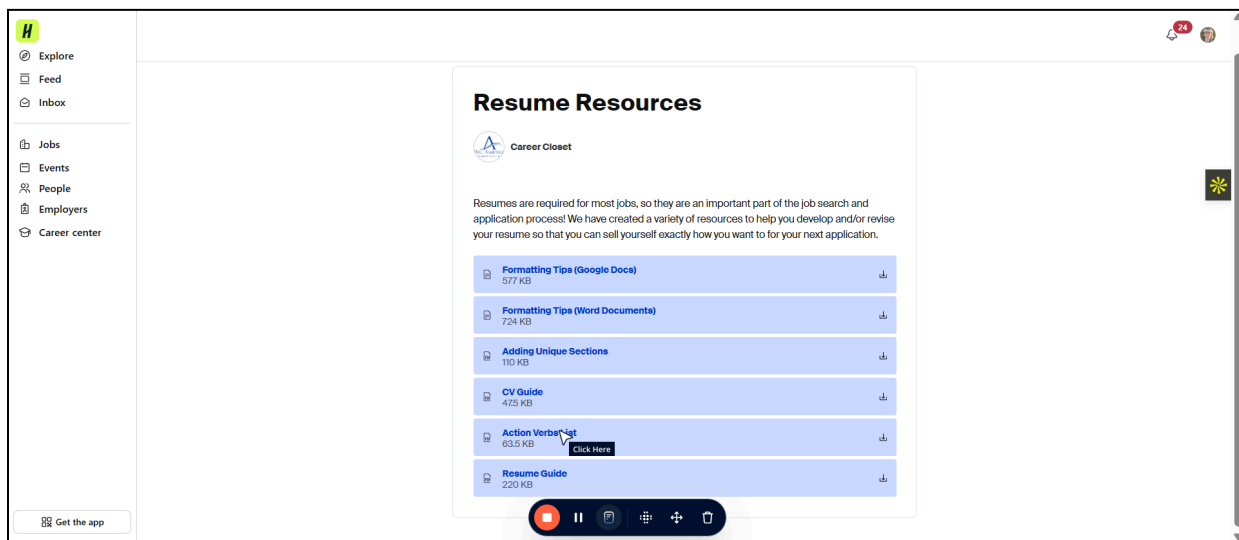 H
Explore
Feed
Inbox
Jobs
Events
People
Employers
Career center
Get the app
24
Resume Resources
Career Closet
Resumes are required for most jobs, so they are an important part of the job search and
application process! We have created a variety of resources to help you develop and/or revise
your resume so that you can sell yourself exactly how you want to for your next application.
Formatting Tips (Google Docs)
577 KB
Formatting Tips (Word Documents)
724 KB
Adding Unique Sections
110 KB
CV Guide
47.5 KB
Action Verbs List
63.5 KB
Click Here
Resume Guide
220 KB